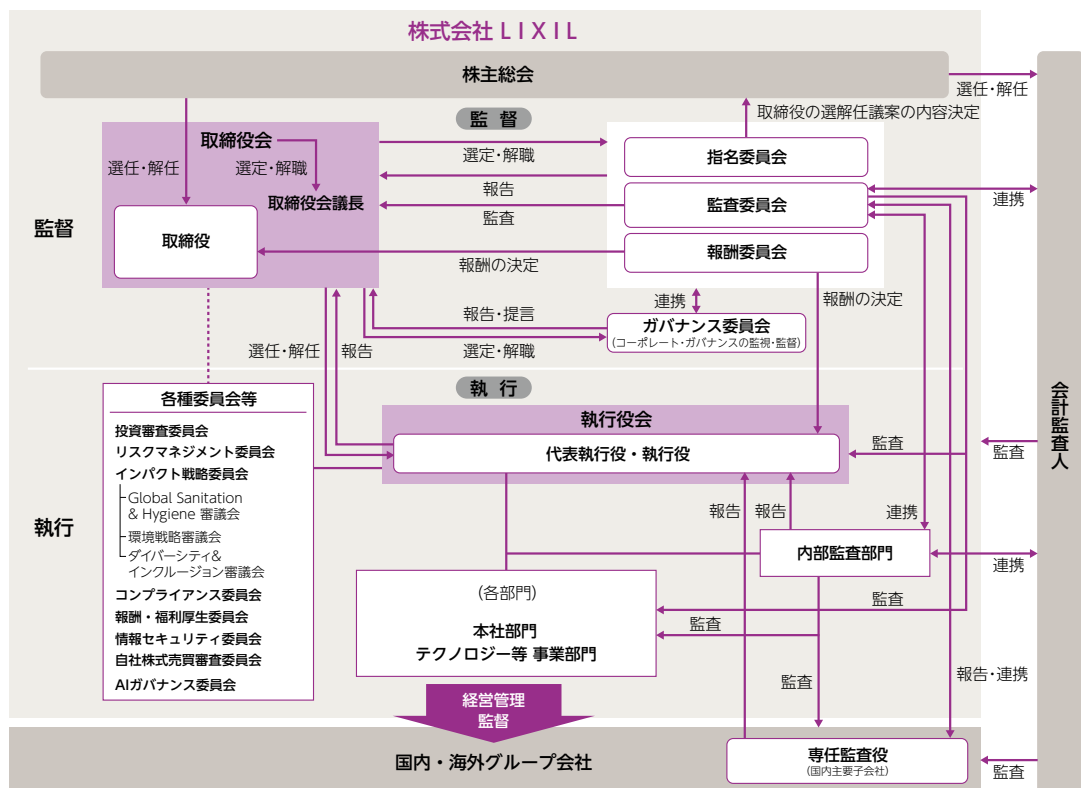 株式会社 LIXIL
株主総会
選任・解任
取締役の選解任議案の内容決定
監 督
取締役会
選任・解任
選定・解職
取締役会議長
取締役
選定・解職
報告
監査
報酬の決定
指名委員会
監査委員会
報酬委員会
連携
連携
報酬の決定
監督
報告・提言
選定・解職
ガバナンス委員会
(コーポレート・ガバナンスの監視・監督)
選任・解任
報告
執 行
執行役会
代表執行役・執行役
監査
監査
会計監査人
執行
各種委員会等
投資審査委員会
リスクマネジメント委員会
インパクト戦略委員会
Global Sanitation
& Hygiene 審議会
環境戦略審議会
ダイバーシティ&
インクルージョン審議会
コンプライアンス委員会
報酬・福利厚生委員会
情報セキュリティ委員会
自社株式売買審査委員会
AIガバナンス委員会
報告
報告
連携
内部監査部門
連携
(各部門)
本社部門
テクノロジー等 事業部門
監査
監査
監査
報告・連携
経営管理
監督
国内・海外グループ会社
専任監査役
(国内主要子会社)
監査